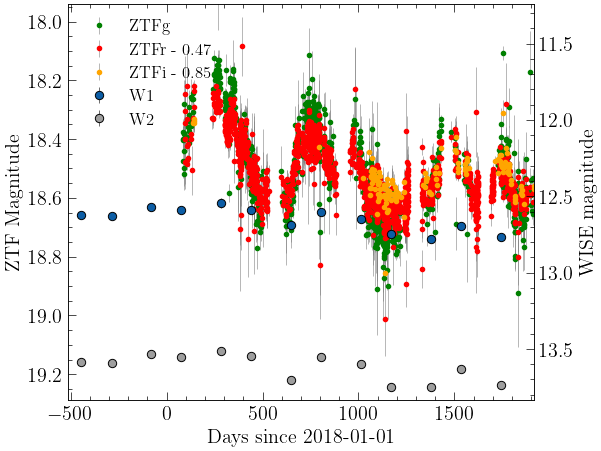 ZTFg
ZTFr - 0.47
ZTFi - 0.85
W1
W2
18.0
18.2
18.4
18.6
18.8
19.0
19.2
ZTF Magnitude
11.5
12.0
12.5
13.0
13.5
WISE magnitude
−500 0 500 1000 1500
Days since 2018-01-01